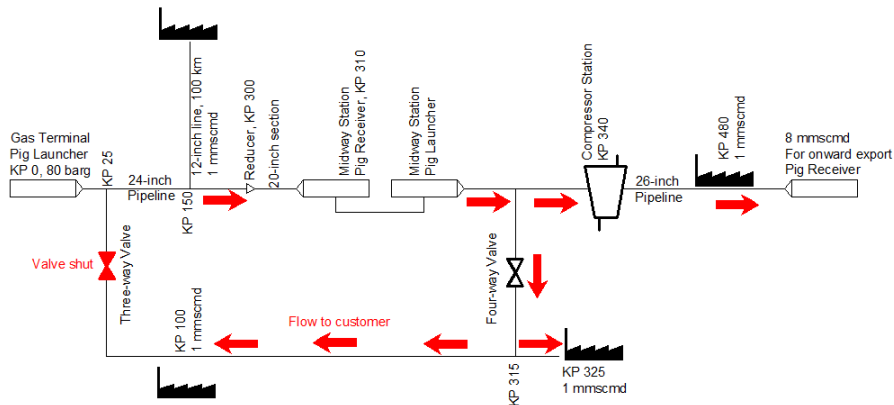 Gas Terminal
Pig Launcher
KP 0, 80 barg
KP 25
24-inch
Pipeline
KP 150
12-inch line, 100 km
1 mmscmd
Reducer, KP 300
20-inch section
Midway Station
Pig Receiver, KP 310
Midway Station
Pig Launcher
Compressor Station
KP 340
26-inch
Pipeline
KP 480
1 mmscmd
8 mmscmd
For onward export
Pig Receiver
Valve shut
Three-way Valve
KP 100
1 mmscmd
Flow to customer
Four-way Valve
KP 315
KP 325
1 mmscmd